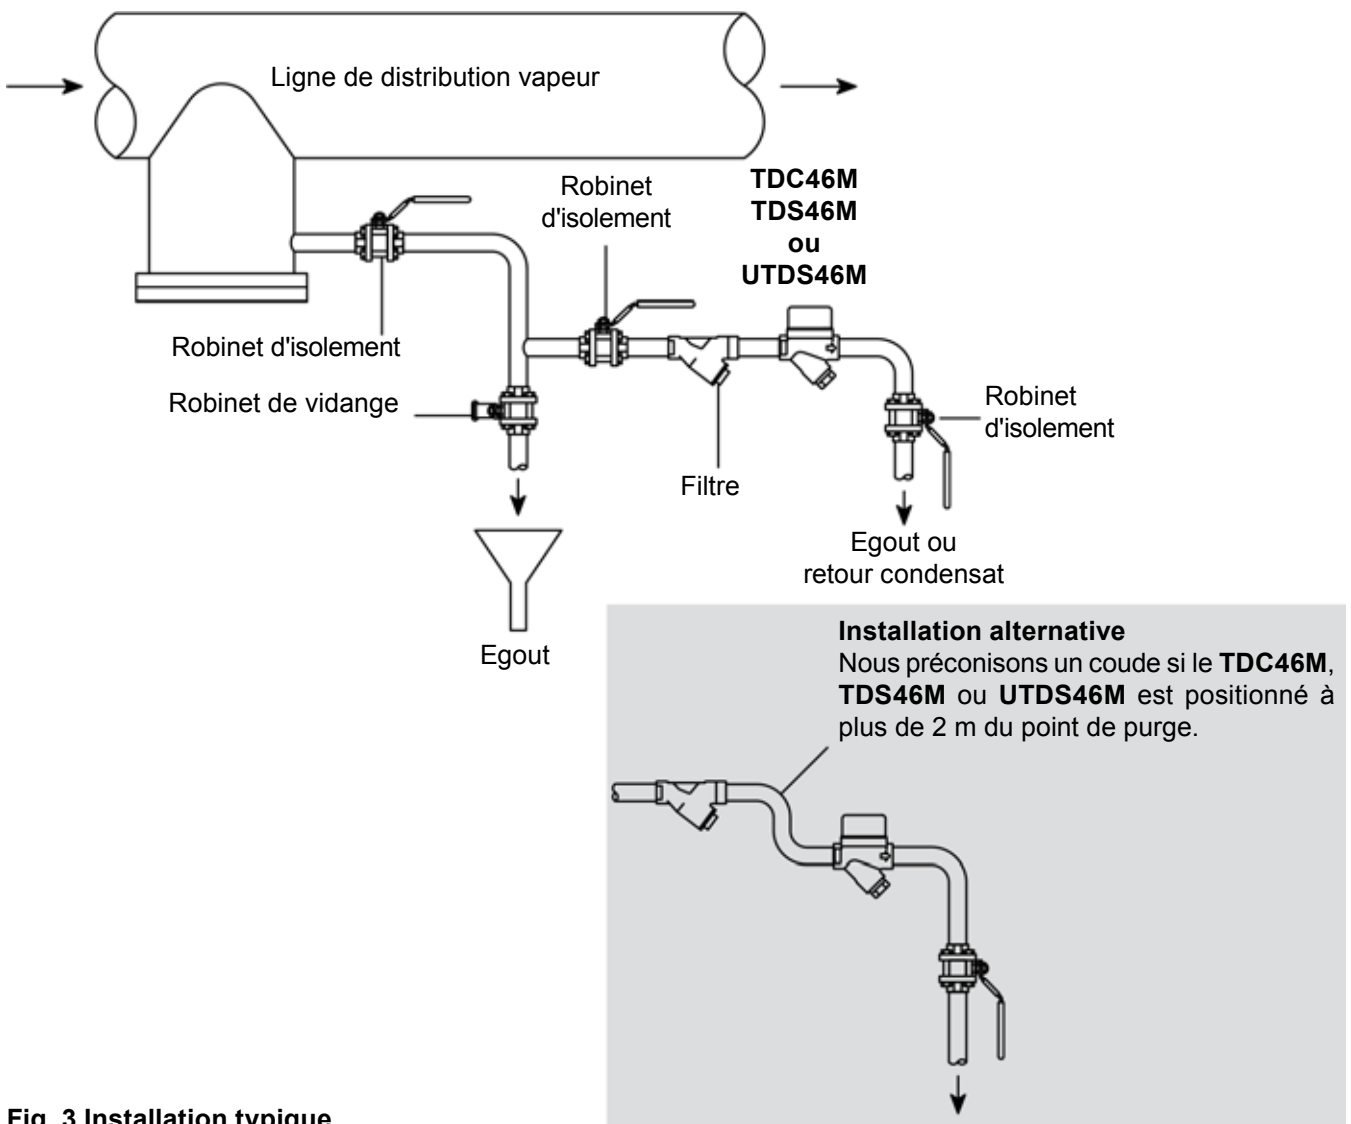 Ligne de distribution vapeur
Robinet
d'isolement
TDC46M
TDS46M
ou
UTDS46M
Robinet d'isolement
Robinet de vidange
Robinet
d'isolement
Filtre
Egout ou
retour condensat
Egout
Installation alternative
Nous préconisons un coude si le TDC46M,
TDS46M ou UTDS46M est positionné à
plus de 2 m du point de purge.
Fig. 3 Installation typique